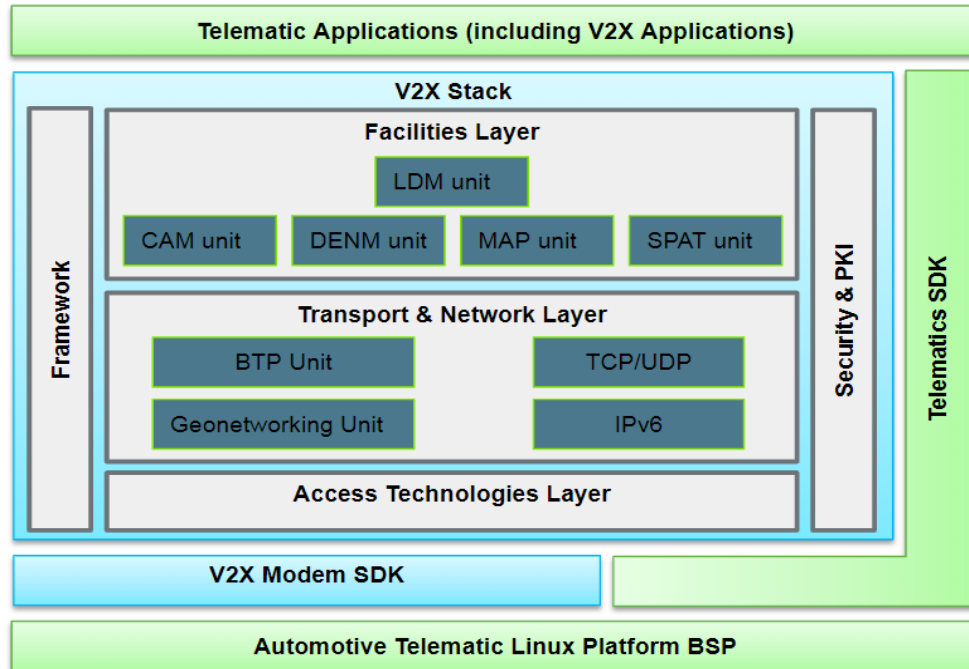 Telematic Applications (including V2X Applications)
V2X Stack
Framework
Facilities Layer
LDM unit
CAM unit
DENM unit
MAP unit
SPAT unit
Transport & Network Layer
BTP Unit
TCP/UDP
Geonetworking Unit
IPv6
Access Technologies Layer
Security & PKI
Telematics SDK
V2X Modem SDK
Automotive Telematic Linux Platform BSP